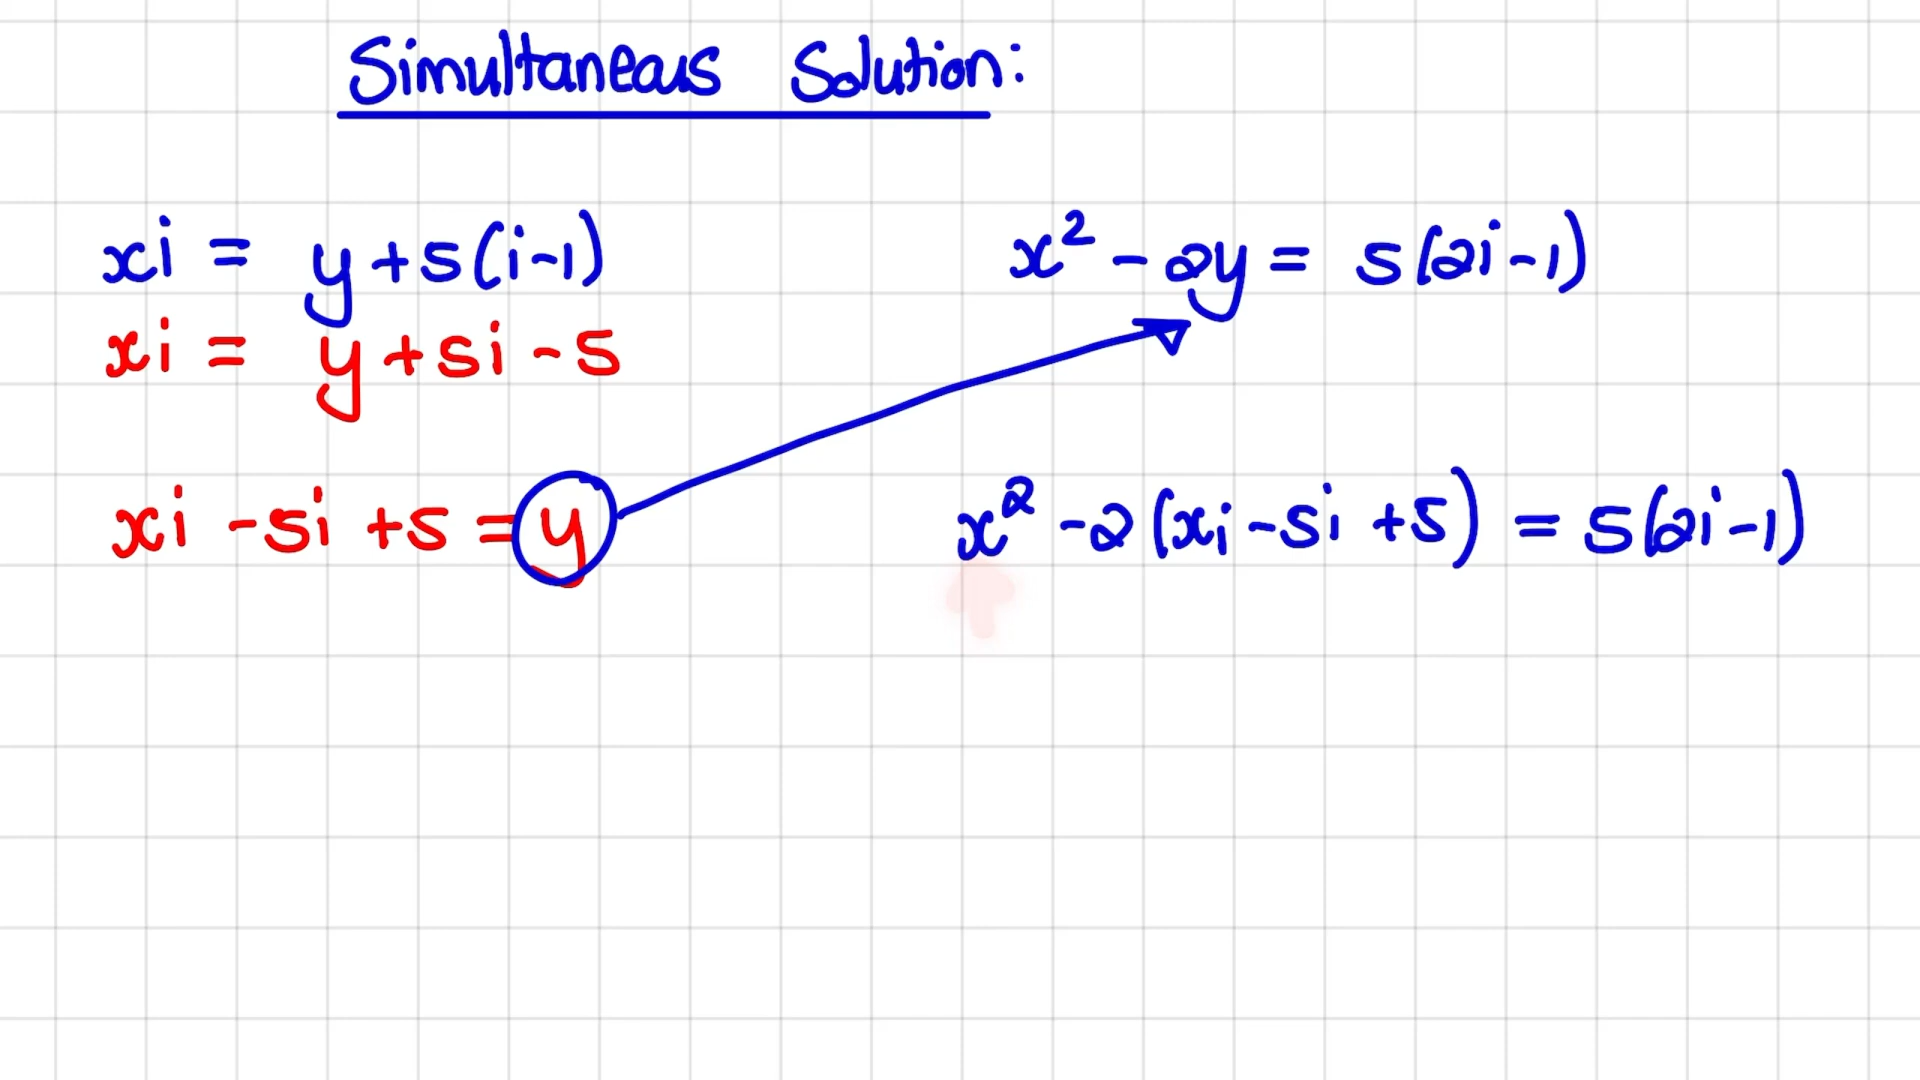 Simultaneous Solution:
xi = y + 5(i-1)
xi = y + 5i - 5
xi - 5i + 5 = y
x² - 2y = 5(2i-1)
x² - 2(xi - 5i + 5) = 5(2i-1)